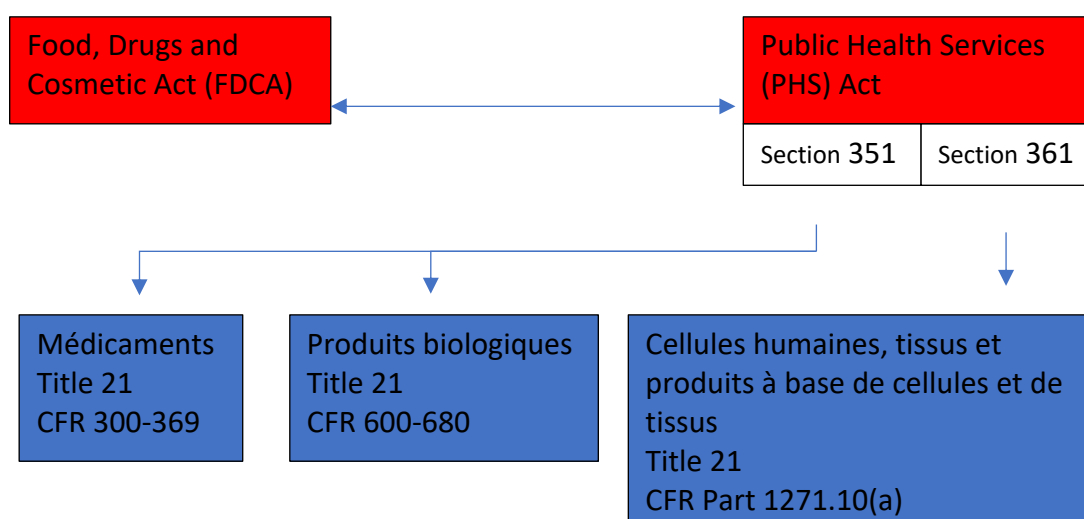 Food, Drugs and
Cosmetic Act (FDCA)
Public Health Services
(PHS) Act
Section 351
Section 361
Médicaments
Title 21
CFR 300-369
Produits biologiques
Title 21
CFR 600-680
Cellules humaines, tissus et
produits à base de cellules et de
tissus
Title 21
CFR Part 1271.10(a)